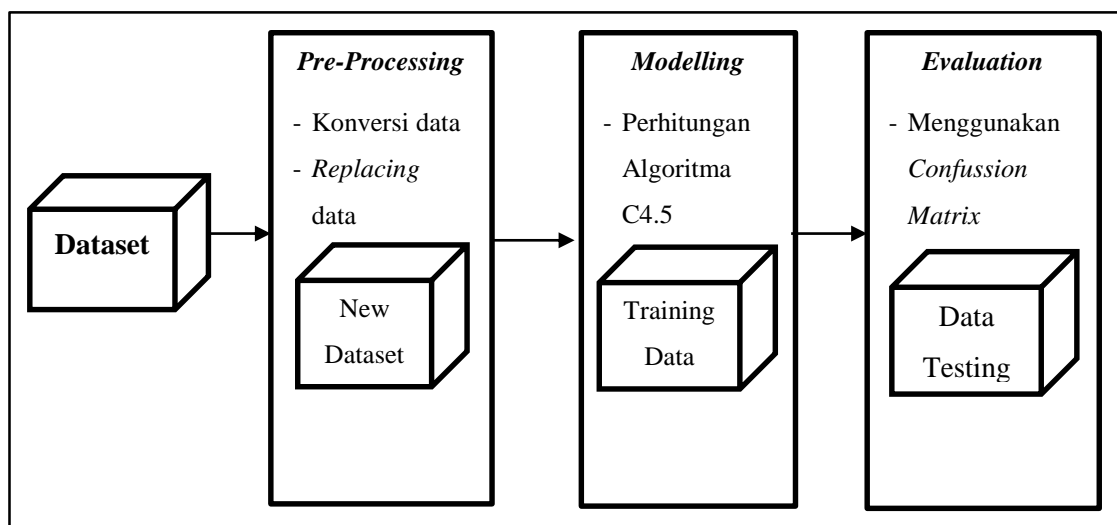 Dataset
Pre-Processing
- Konversi data
- Replacing
data
New
Dataset
Modelling
- Perhitungan
Algoritma
C4.5
Training
Data
Evaluation
- Menggunakan
Confussion
Matrix
Data
Testing